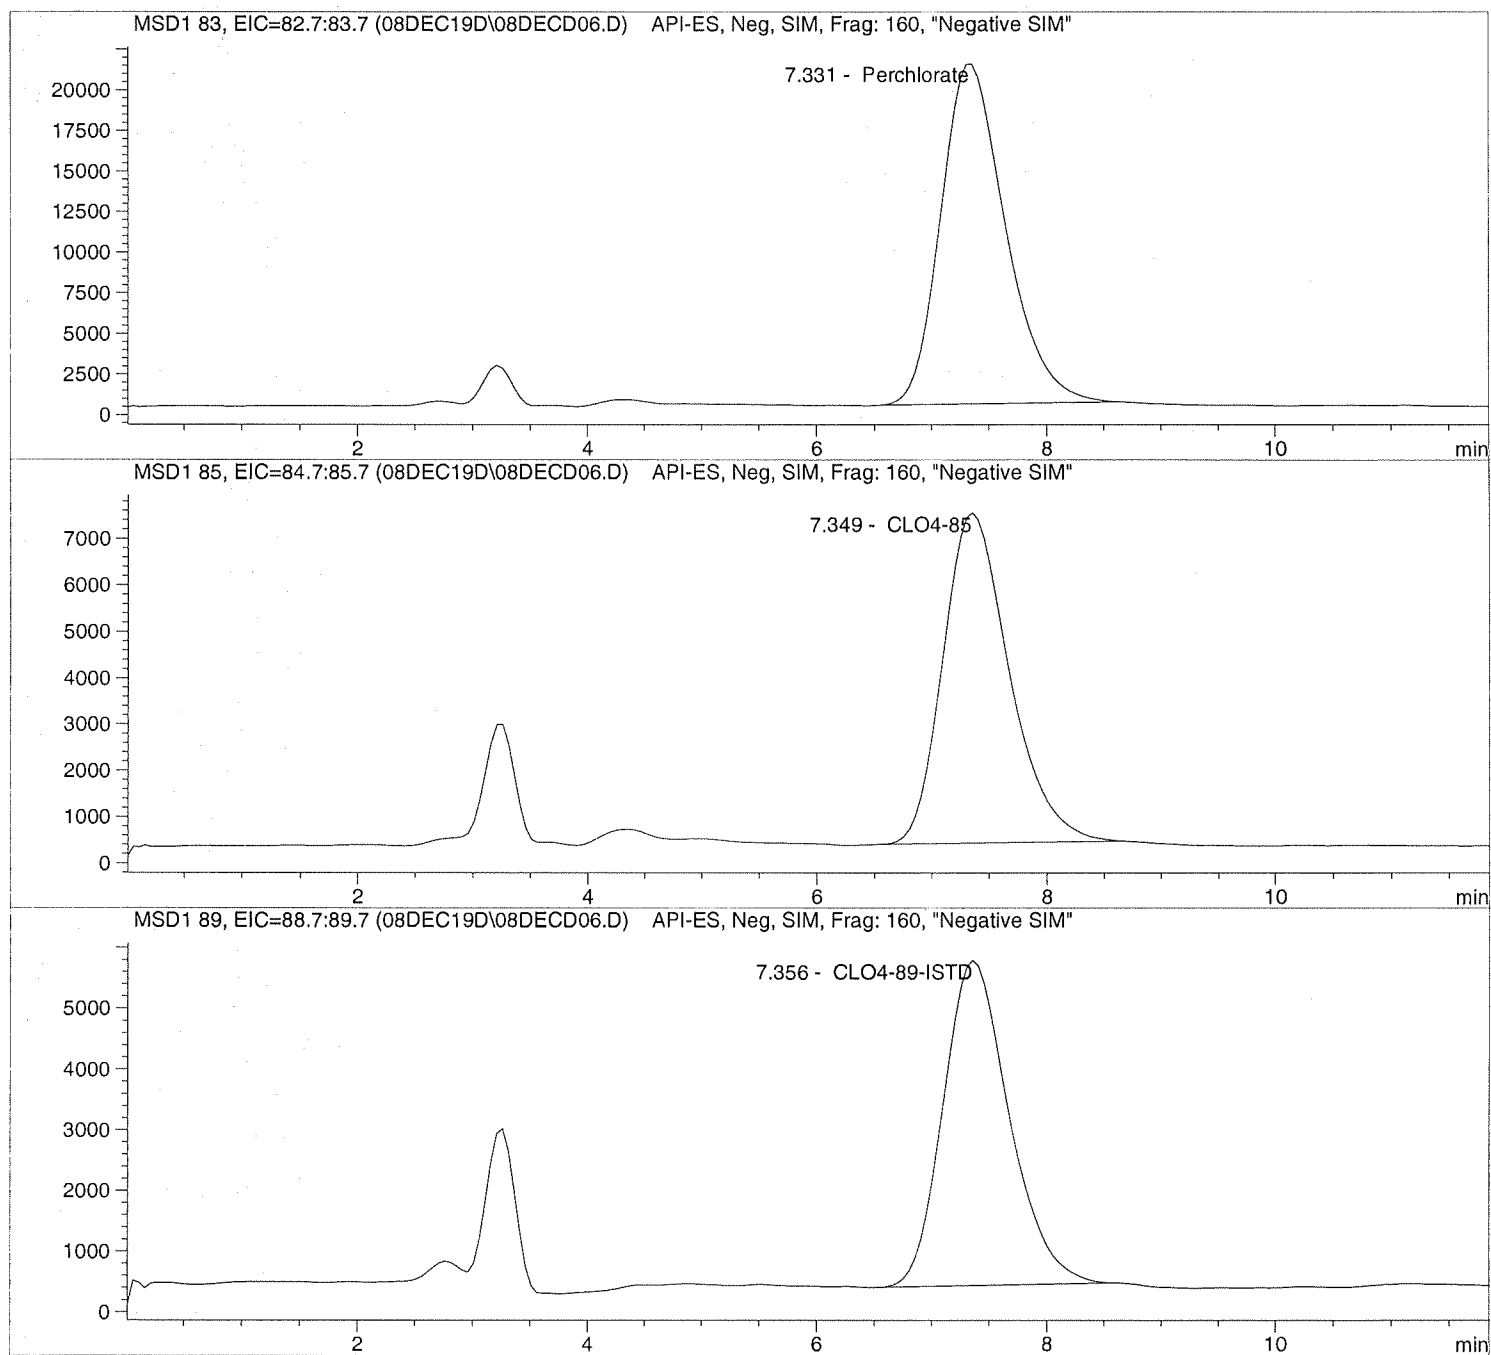 MSD1 83, EIC=82.7:83.7 (08DEC19D\08DECD06.D) API-ES, Neg, SIM, Frag: 160, "Negative SIM"
7.331 - Perchlorate
20000
17500
15000
12500
10000
7500
5000
2500
0
2 4 6 8 10 min
MSD1 85, EIC=84.7:85.7 (08DEC19D\08DECD06.D) API-ES, Neg, SIM, Frag: 160, "Negative SIM"
7.349 - CLO4-85
7000
6000
5000
4000
3000
2000
1000
0
2 4 6 8 10 min
MSD1 89, EIC=88.7:89.7 (08DEC19D\08DECD06.D) API-ES, Neg, SIM, Frag: 160, "Negative SIM"
7.356 - CLO4-89-ISTD
5000
4000
3000
2000
1000
0
2 4 6 8 10 min